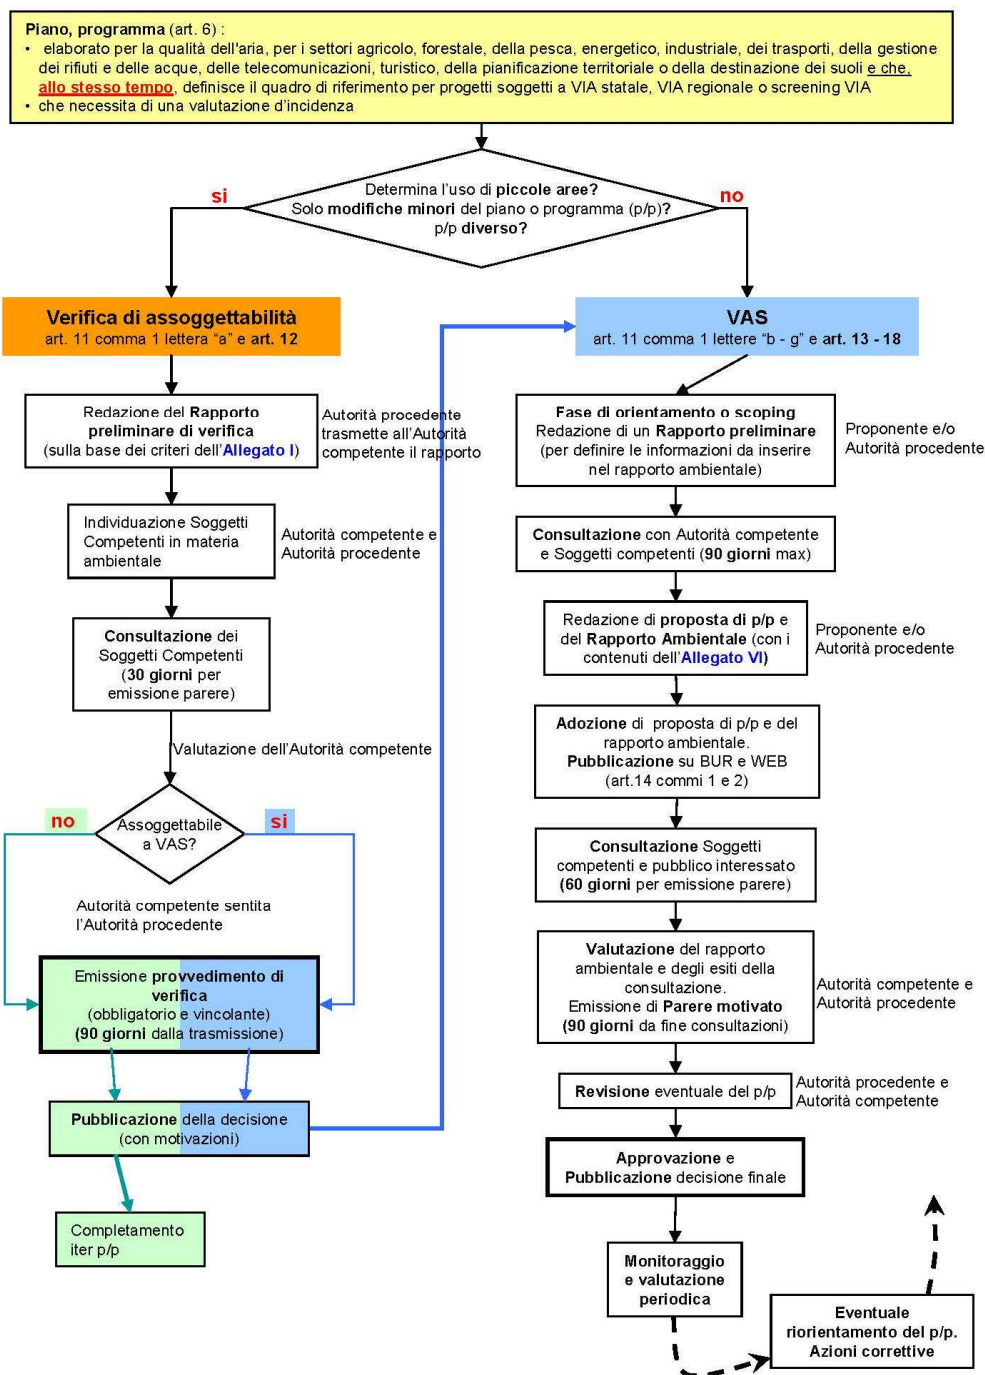 Piano, programma (art. 6) :
• elaborato per la qualità dell'aria, per i settori agricolo, forestale, della pesca, energetico, industriale, dei trasporti, della gestione
dei rifiuti e delle acque, delle telecomunicazioni, turistico, della pianificazione territoriale o della destinazione dei suoli e che,
allo stesso tempo, definisce il quadro di riferimento per progetti soggetti a VIA statale, VIA regionale o screening VIA
• che necessita di una valutazione d'incidenza
si
Determina l'uso di piccole aree?
Solo modifiche minori del piano o programma (p/p)?
p/p diverso?
no
Verifica di assoggettabilità
art. 11 comma 1 lettera “a” e art. 12
Redazione del Rapporto
preliminare di verifica
(sulla base dei criteri dell'Allegato I)
Autorità procedente
trasmette all'Autorità
competente il rapporto
Individuazione Soggetti
Competenti in materia
ambientale
Autorità competente e
Autorità procedente
Consultazione dei
Soggetti Competenti
(30 giorni per
emissione parere)
Valutazione dell'Autorità competente
no
Assoggettabile
a VAS?
si
Autorità competente sentita
l'Autorità procedente
Emissione provvedimento di
verifica
(obbligatorio e vincolante)
(90 giorni dalla trasmissione)
Pubblicazione della decisione
(con motivazioni)
Completamento
iter p/p
VAS
art. 11 comma 1 lettere “b - g” e art. 13 - 18
Fase di orientamento o scoping
Redazione di un Rapporto preliminare
(per definire le informazioni da inserire
nel rapporto ambientale)
Proponente e/o
Autorità procedente
Consultazione con Autorità competente
e Soggetti competenti (90 giorni max)
Redazione di proposta di p/p e
del Rapporto Ambientale (con i
contenuti dell'Allegato VI)
Proponente e/o
Autorità procedente
Adozione di proposta di p/p e del
rapporto ambientale.
Pubblicazione su BUR e WEB
(art.14 commi 1 e 2)
Consultazione Soggetti
competenti e pubblico interessato
(60 giorni per emissione parere)
Valutazione del rapporto
ambientale e degli esiti della
consultazione.
Emissione di Parere motivato
(90 giorni da fine consultazioni)
Autorità competente e
Autorità procedente
Revisione eventuale del p/p
Autorità procedente e
Autorità competente
Approvazione e
Pubblicazione decisione finale
Monitoraggio
e valutazione
periodica
Eventuale
riorientamento del p/p.
Azioni correttive